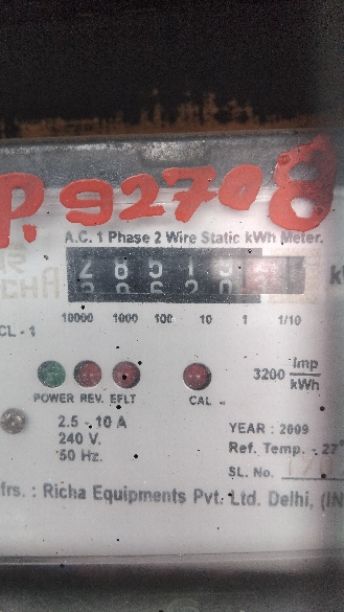 P.92708
A.C. 1 Phase 2 Wire Static kWh Meter.
10000 1000 100 10 1 1/10
CL - 1
3200 Imp/kWh
POWER REV. EFLT CAL
2.5 - 10 A
240 V.
50 Hz.
YEAR : 2009
Ref. Temp. - 27°
SL. No.
frs. : Richa Equipments Pvt. Ltd. Delhi, (IN